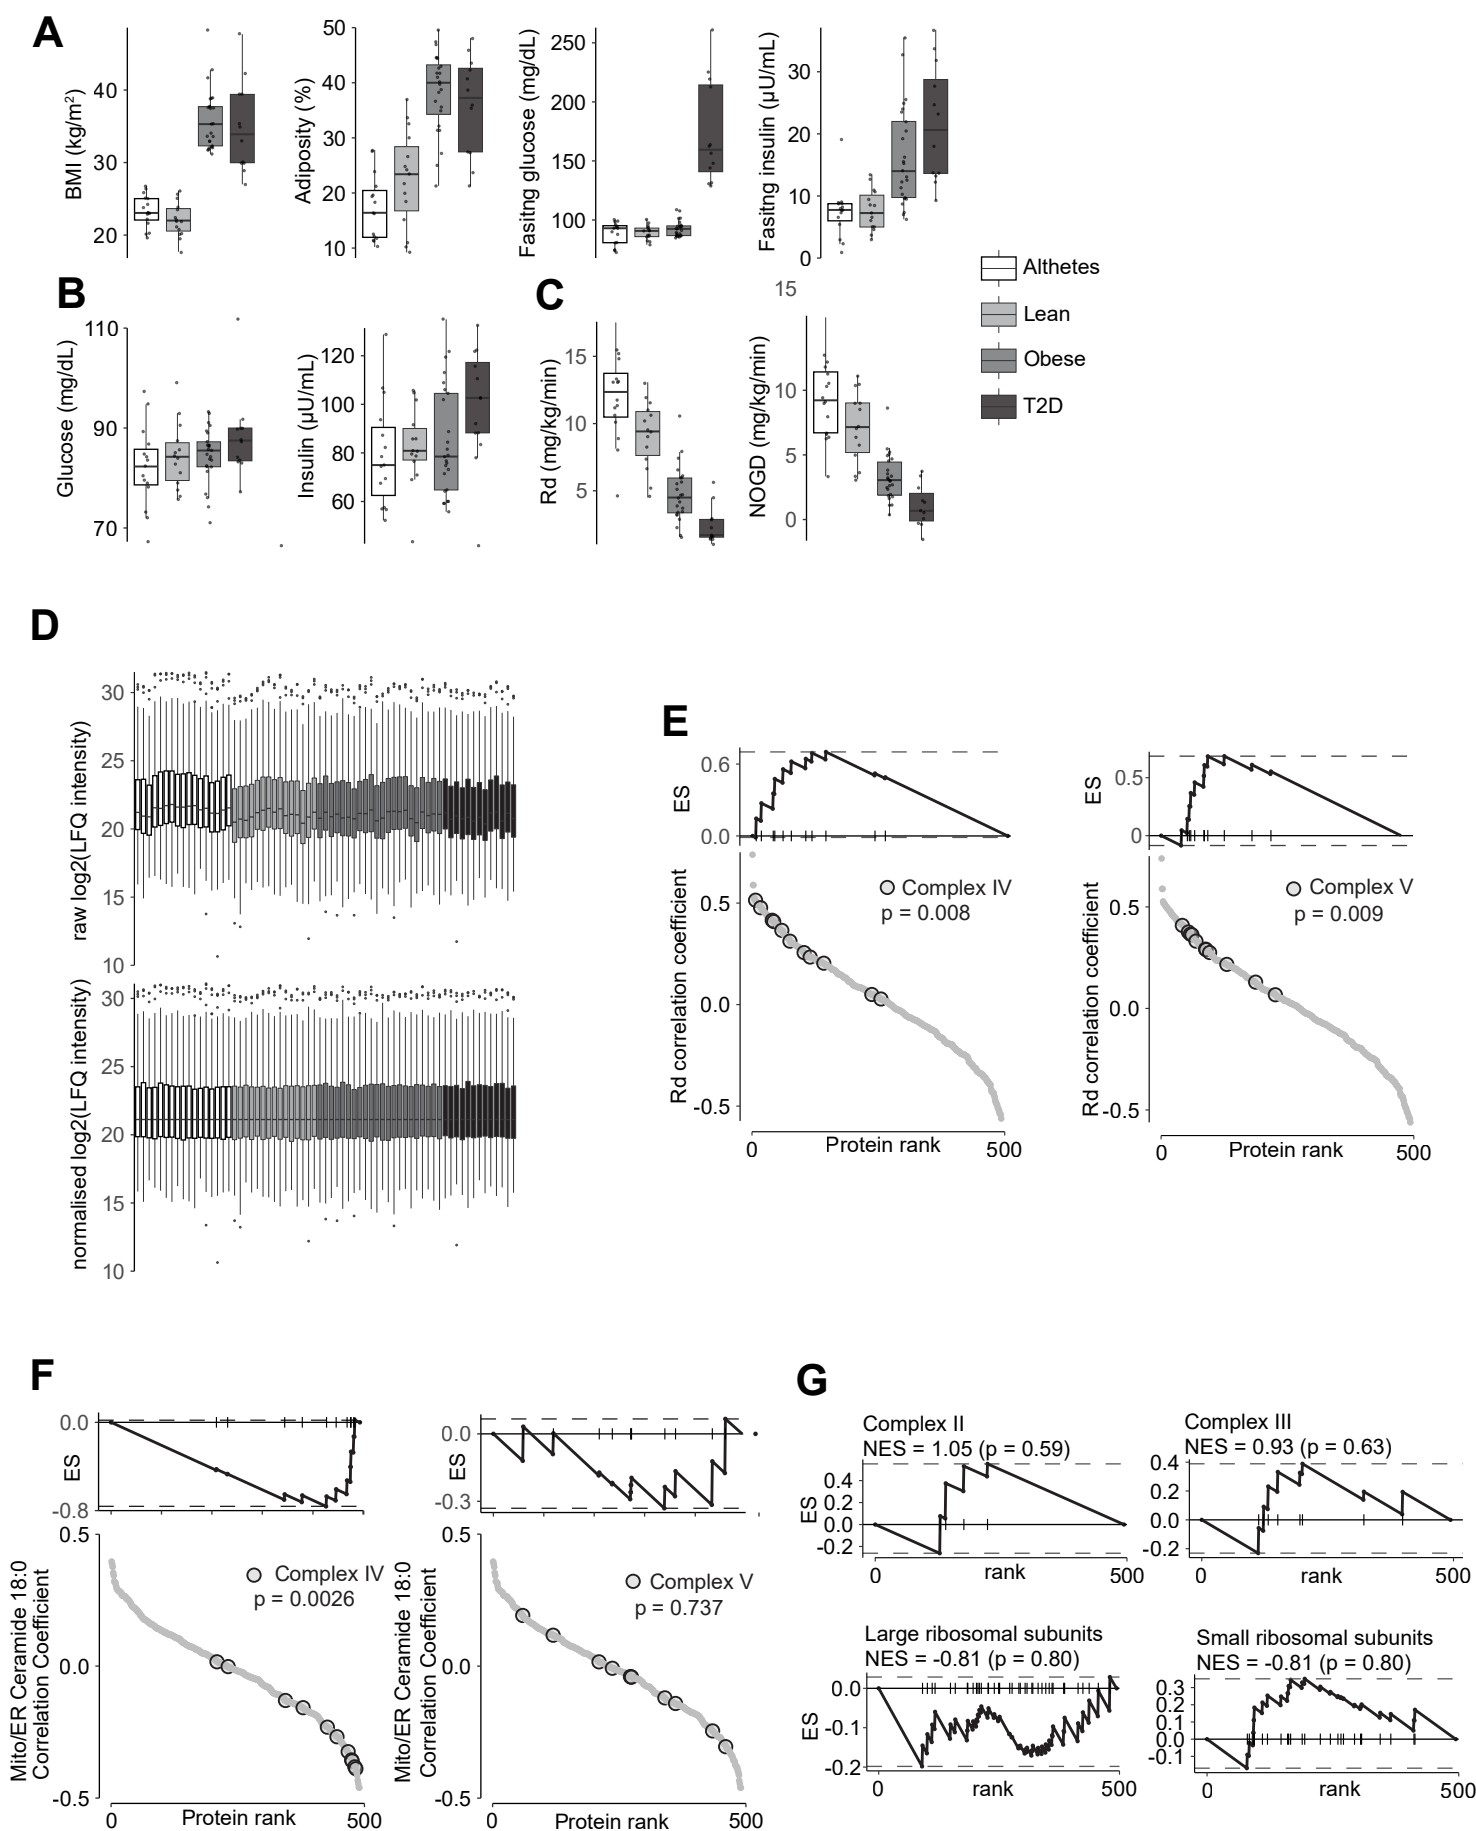 A
BMI (kg/m²)
40
30
20
Adiposity (%)
50
40
30
20
10
Fasitng glucose (mg/dL)
250
200
150
100
Fasitng insulin (µU/mL)
30
20
10
0
Althetes
Lean
Obese
T2D
B
Glucose (mg/dL)
110
90
70
Insulin (µU/mL)
120
100
80
60
C
Rd (mg/kg/min)
15
10
5
NOGD (mg/kg/min)
15
10
5
0
D
raw log2(LFQ intensity)
30
25
20
15
10
normalised log2(LFQ intensity)
30
25
20
15
10
E
ES
0.6
0.0
Rd correlation coefficient
0.5
0.0
-0.5
Complex IV
p = 0.008
0
500
Protein rank
ES
0.5
0
Rd correlation coefficient
0.5
0.0
-0.5
Complex V
p = 0.009
0
500
Protein rank
F
ES
0.0
-0.8
Mito/ER Ceramide 18:0
Correlation Coefficient
0.5
0.0
-0.5
Complex IV
p = 0.0026
0
500
Protein rank
ES
0.0
-0.3
Mito/ER Ceramide 18:0
Correlation Coefficient
0.5
0.0
-0.5
Complex V
p = 0.737
0
500
Protein rank
G
Complex II
NES = 1.05 (p = 0.59)
ES
0.4
0.2
0.0
-0.2
0
500
rank
Complex III
NES = 0.93 (p = 0.63)
0.4
0.2
0.0
-0.2
0
500
rank
Large ribosomal subunits
NES = -0.81 (p = 0.80)
ES
0.0
-0.1
-0.2
0
500
rank
Small ribosomal subunits
NES = -0.81 (p = 0.80)
0.3
0.2
0.1
0.0
-0.1
0
500
rank